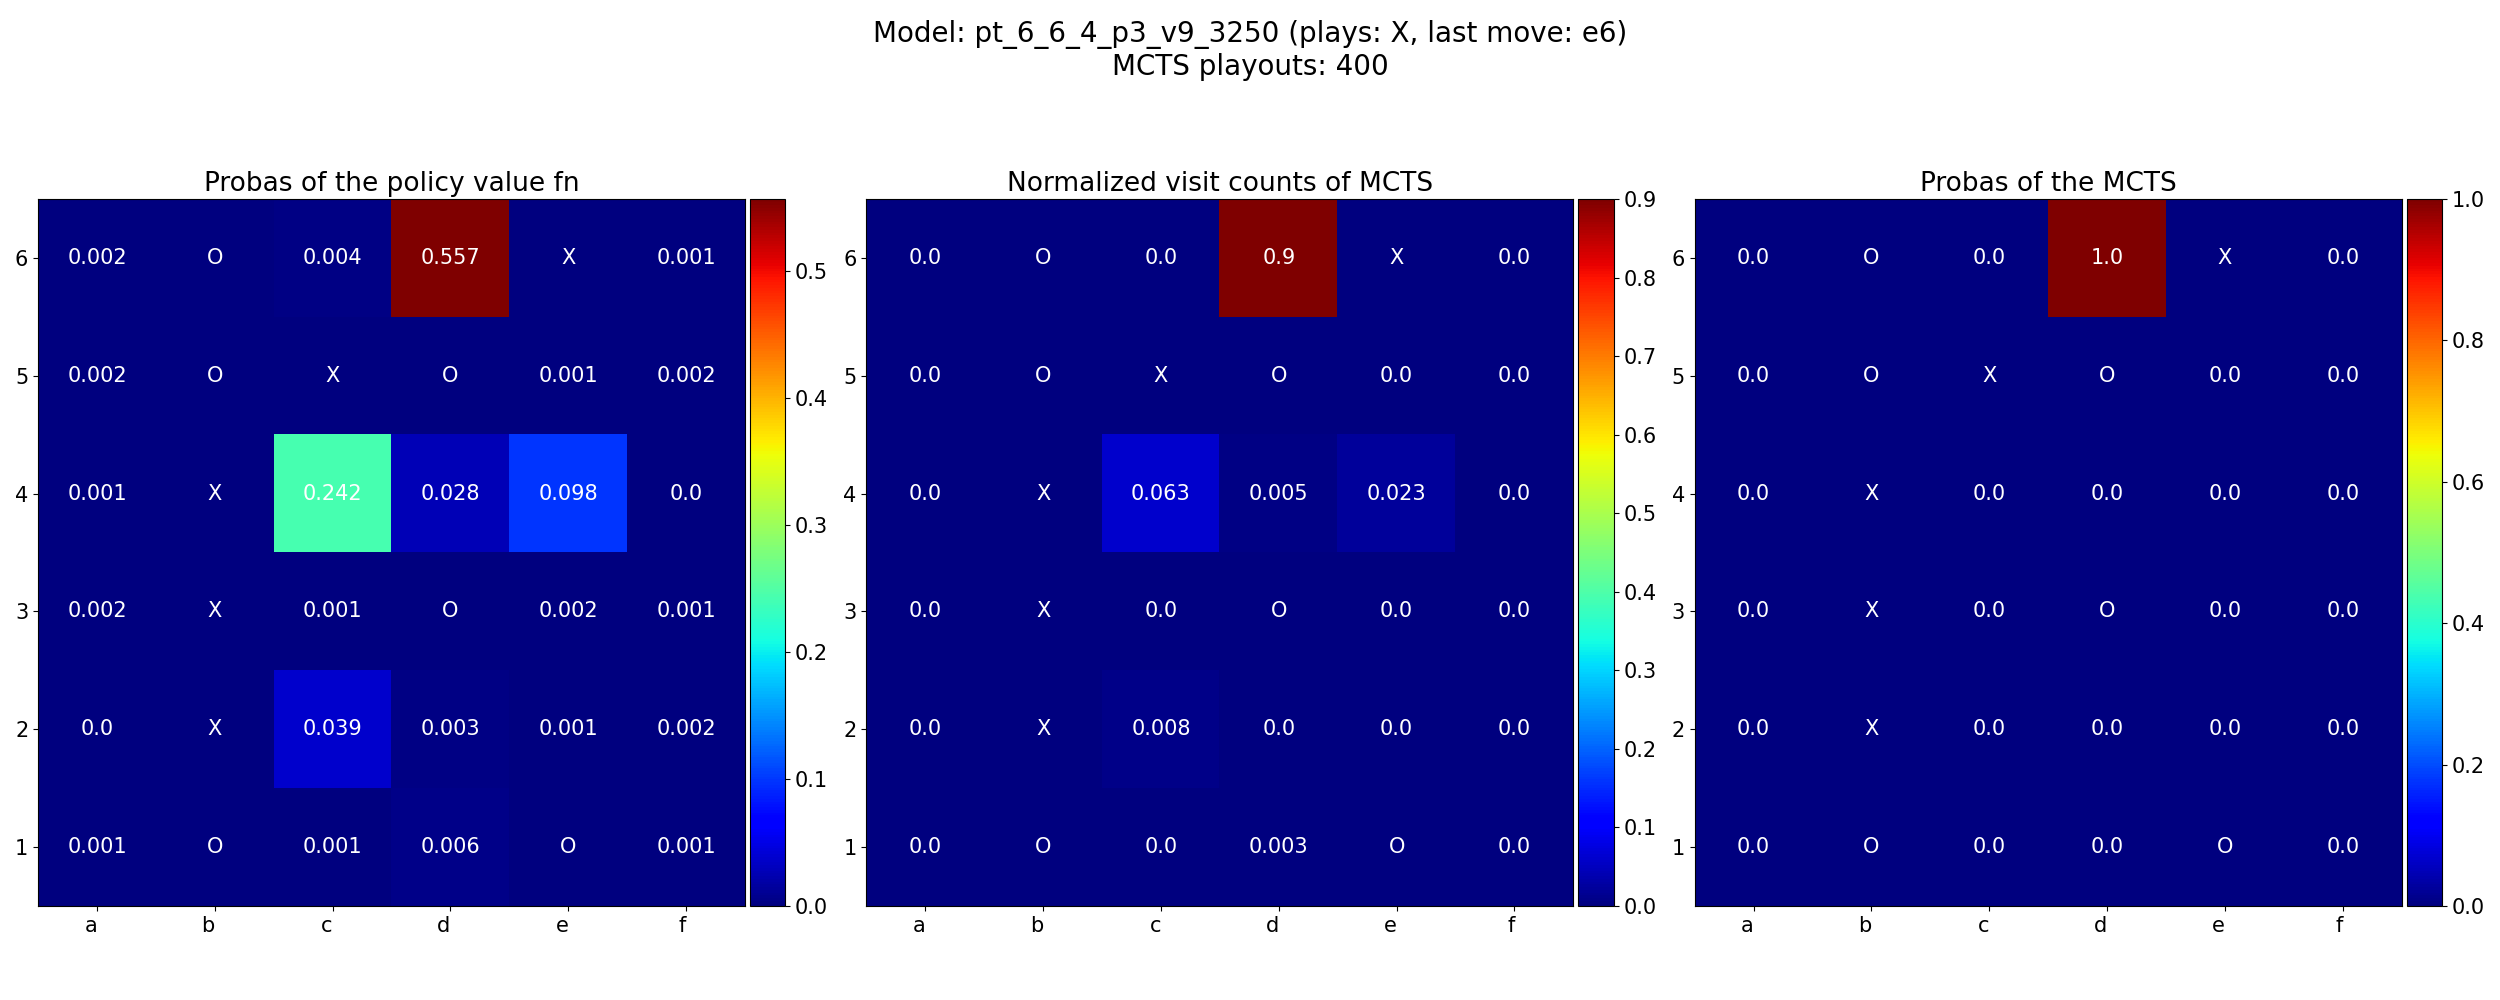 Model: pt_6_6_4_p3_v9_3250 (plays: X, last move: e6)
MCTS playouts: 400
Probas of the policy value fn
6 0.002 O 0.004 0.557 X 0.001
5 0.002 O X O 0.001 0.002
4 0.001 X 0.242 0.028 0.098 0.0
3 0.002 X 0.001 O 0.002 0.001
2 0.0 X 0.039 0.003 0.001 0.002
1 0.001 O 0.001 0.006 O 0.001
a b c d e f
0.5
0.4
0.3
0.2
0.1
0.0
Normalized visit counts of MCTS
6 0.0 O 0.0 0.9 X 0.0
5 0.0 O X O 0.0 0.0
4 0.0 X 0.063 0.005 0.023 0.0
3 0.0 X 0.0 O 0.0 0.0
2 0.0 X 0.008 0.0 0.0 0.0
1 0.0 O 0.0 0.003 O 0.0
a b c d e f
0.9
0.8
0.7
0.6
0.5
0.4
0.3
0.2
0.1
0.0
Probas of the MCTS
6 0.0 O 0.0 1.0 X 0.0
5 0.0 O X O 0.0 0.0
4 0.0 X 0.0 0.0 0.0 0.0
3 0.0 X 0.0 O 0.0 0.0
2 0.0 X 0.0 0.0 0.0 0.0
1 0.0 O 0.0 0.0 O 0.0
a b c d e f
1.0
0.8
0.6
0.4
0.2
0.0